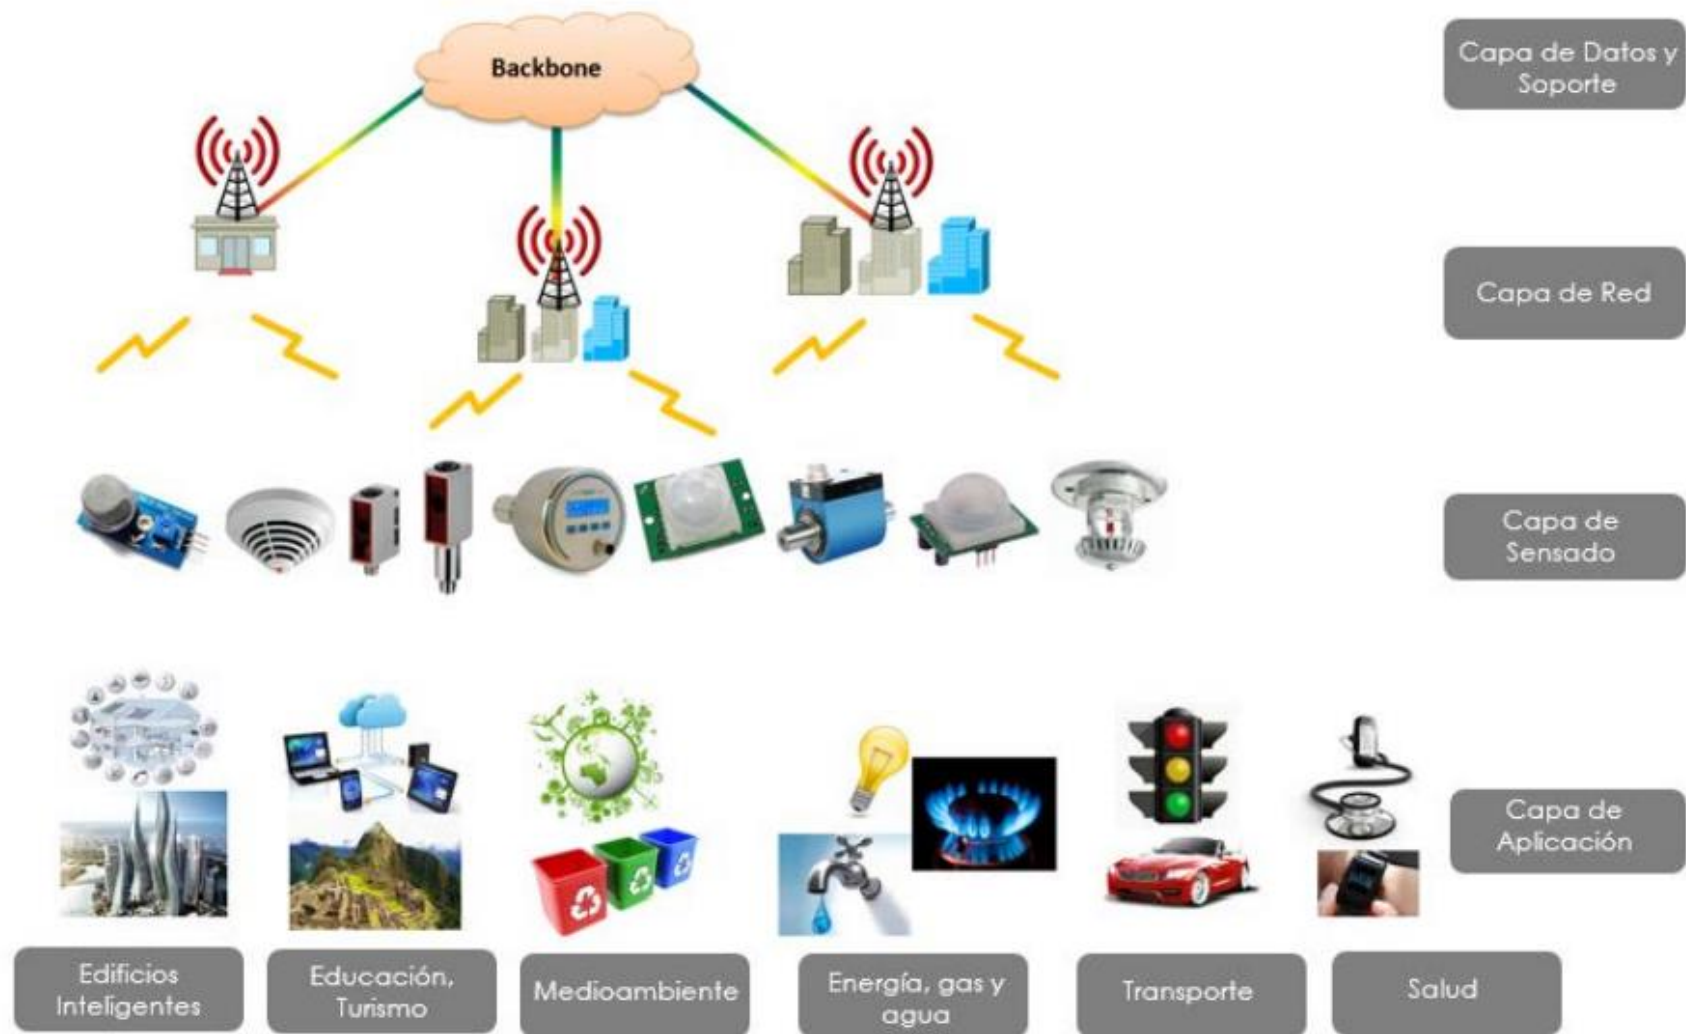 Backbone
Capa de Datos y
Soporte
Capa de Red
Capa de
Sensado
Capa de
Aplicación
Edificios
Inteligentes
Educación,
Turismo
Medioambiente
Energía, gas y
agua
Transporte
Salud